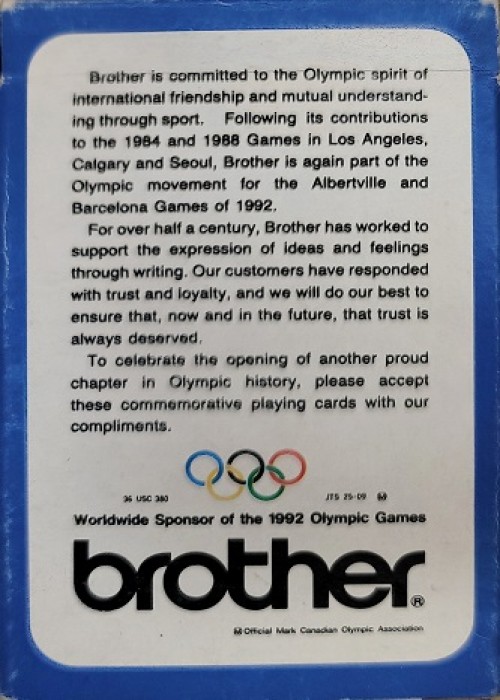 Brother is committed to the Olympic spirit of
international friendship and mutual understand-
ing through sport. Following its contributions
to the 1984 and 1988 Games in Los Angeles,
Calgary and Seoul, Brother is again part of the
Olympic movement for the Albertville and
Barcelona Games of 1992.
For over half a century, Brother has worked to
support the expression of ideas and feelings
through writing. Our customers have responded
with trust and loyalty, and we will do our best to
ensure that, now and in the future, that trust is
always deserved.
To celebrate the opening of another proud
chapter in Olympic history, please accept
these commemorative playing cards with our
compliments.
36 USC 380 JTS 25-09 Ⓜ
Worldwide Sponsor of the 1992 Olympic Games
brother®
Ⓜ Official Mark Canadian Olympic Association